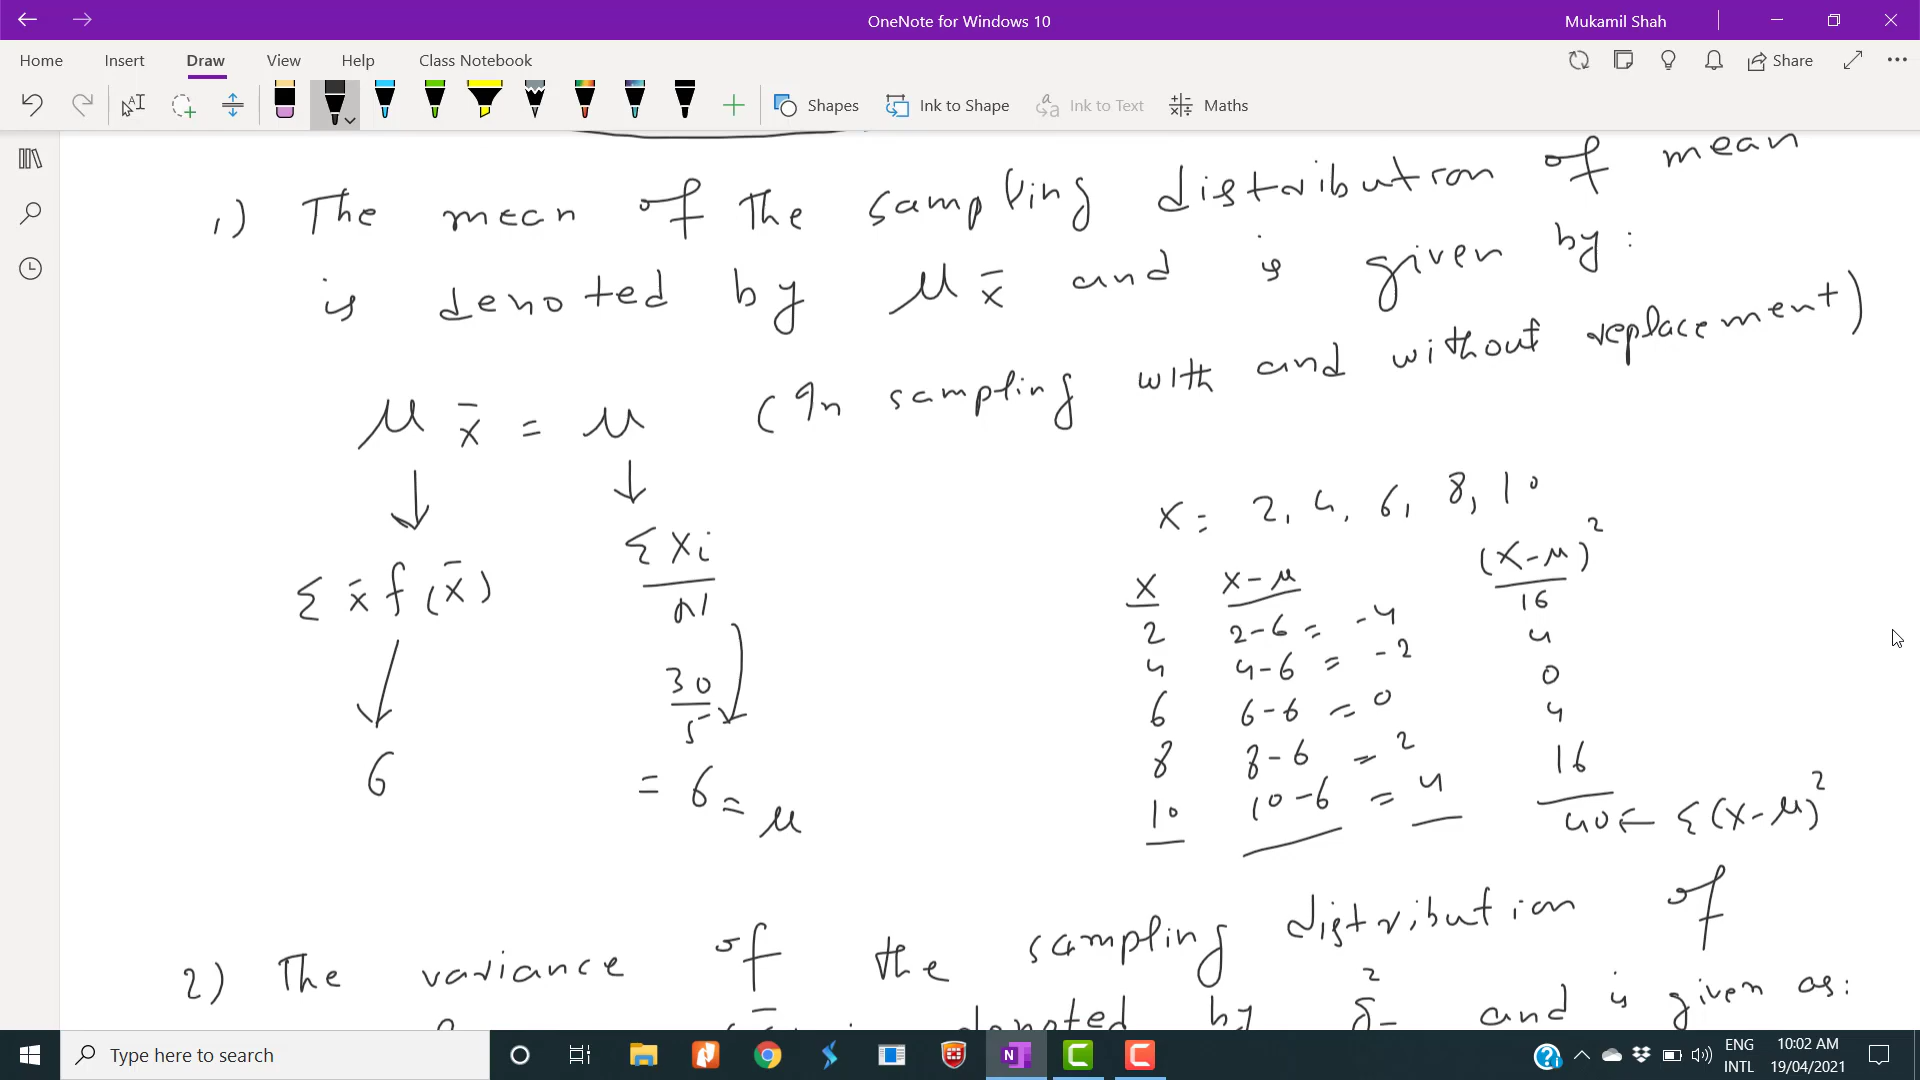 OneNote for Windows 10
Mukamil Shah
Home Insert Draw View Help Class Notebook
Share
Shapes Ink to Shape Ink to Text Maths
1) The mean of the sampling distribution of mean
is denoted by μx̄ and is given by:
μx̄ = μ (In sampling with and without replacement)
X = 2, 4, 6, 8, 10
Σ x̄ f(x̄)
ΣXi
N
30
5
6
= 6 = μ
X X-μ (X-μ)²
2 2-6 = -4 16
4 4-6 = -2 4
6 6-6 = 0 0
8 8-6 = 2 4
10 10-6 = 4 16
40 ← Σ(X-μ)²
2) The variance of the sampling distribution of
denoted by and is given as:
Type here to search
ENG
INTL
10:02 AM
19/04/2021